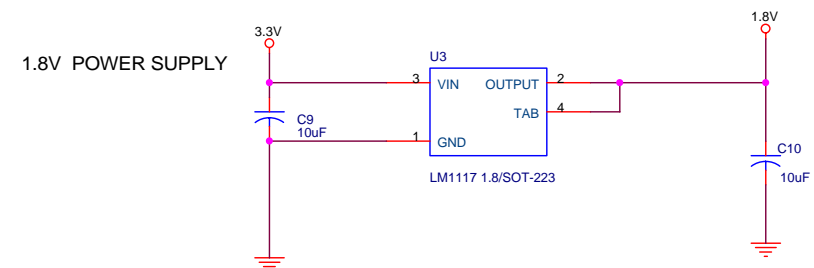 1.8V POWER SUPPLY
3.3V
1.8V
U3
3 VIN OUTPUT 2
TAB 4
1 GND
LM1117 1.8/SOT-223
C9
10uF
C10
10uF